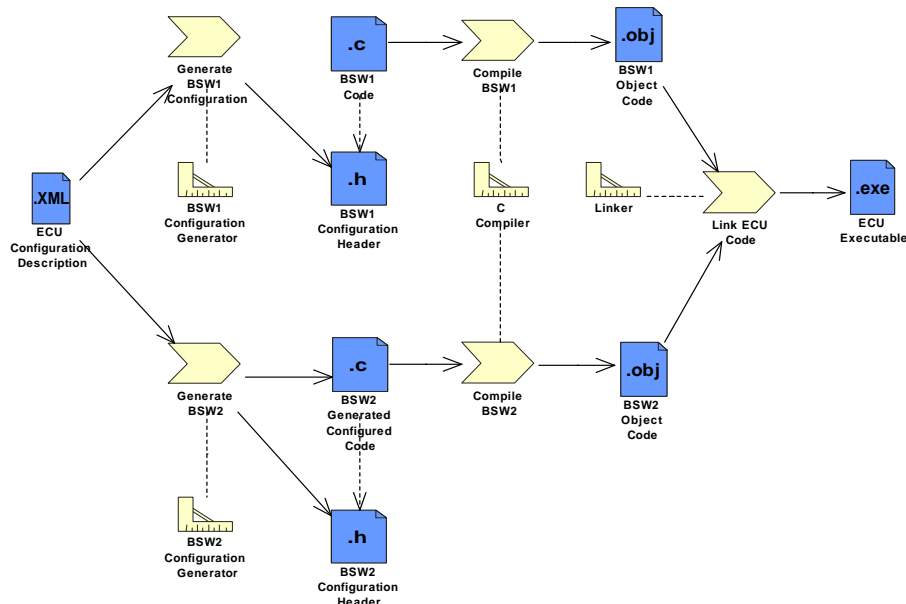 .c
.obj
Generate
BSW1
Configuration
BSW1
Code
Compile
BSW1
BSW1
Object
Code
.XML
ECU
Configuration
Description
BSW1
Configuration
Generator
.h
BSW1
Configuration
Header
C
Compiler
Linker
Link ECU
Code
.exe
ECU
Executable
Generate
BSW2
.c
BSW2
Generated
Configured
Code
Compile
BSW2
.obj
BSW2
Object
Code
BSW2
Configuration
Generator
.h
BSW2
Configuration
Header